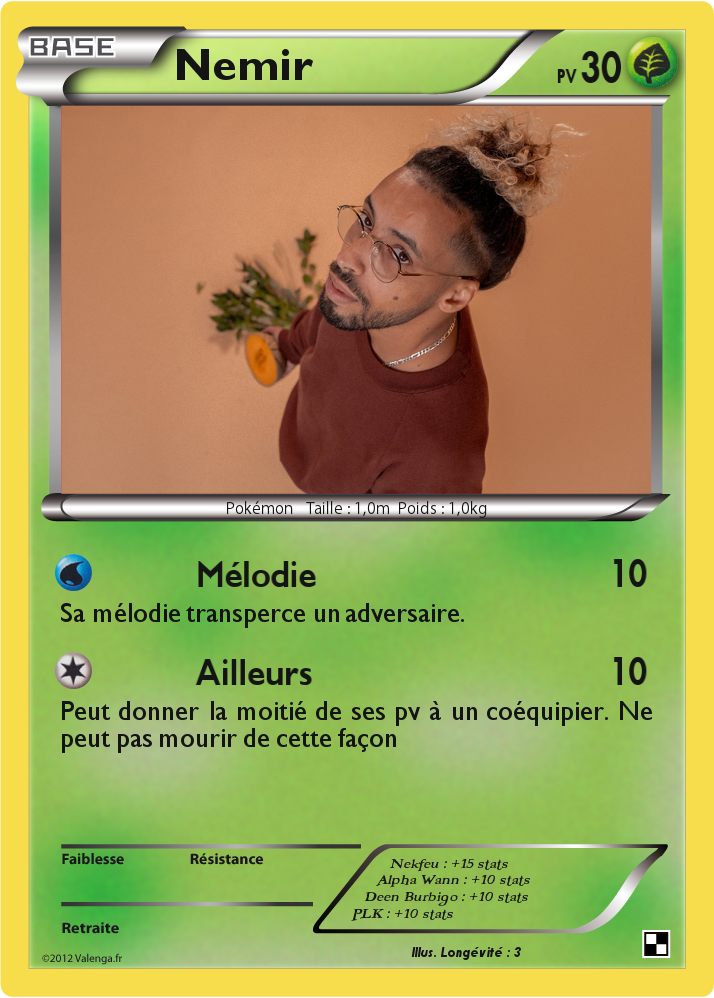 BASE
Nemir
PV 30
Pokémon Taille : 1,0m Poids : 1,0kg
Mélodie 10
Sa mélodie transperce un adversaire.
Ailleurs 10
Peut donner la moitié de ses pv à un coéquipier. Ne
peut pas mourir de cette façon
Faiblesse Résistance
Nekfeu : +15 stats
Alpha Wann : +10 stats
Deen Burbigo : +10 stats
PLK : +10 stats
Retraite
Illus. Longévité : 3
©2012 Valenga.fr